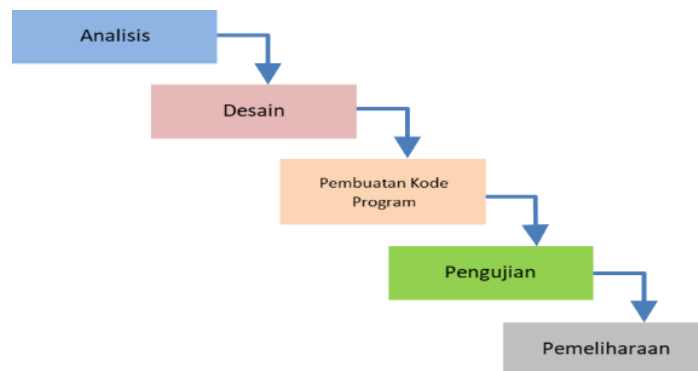 Analisis
Desain
Pembuatan Kode
Program
Pengujian
Pemeliharaan